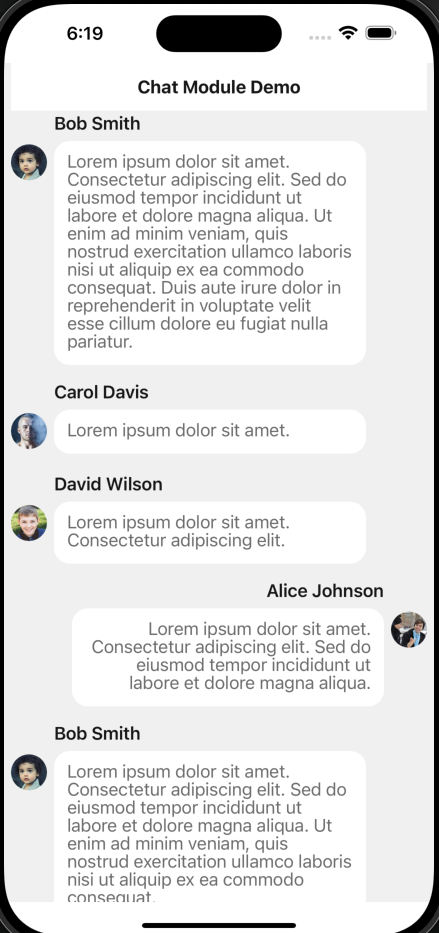 6:19
Chat Module Demo
Bob Smith
Lorem ipsum dolor sit amet.
Consectetur adipiscing elit. Sed do
eiusmod tempor incididunt ut
labore et dolore magna aliqua. Ut
enim ad minim veniam, quis
nostrud exercitation ullamco laboris
nisi ut aliquip ex ea commodo
consequat. Duis aute irure dolor in
reprehenderit in voluptate velit
esse cillum dolore eu fugiat nulla
pariatur.
Carol Davis
Lorem ipsum dolor sit amet.
David Wilson
Lorem ipsum dolor sit amet.
Consectetur adipiscing elit.
Alice Johnson
Lorem ipsum dolor sit amet.
Consectetur adipiscing elit. Sed do
eiusmod tempor incididunt ut
labore et dolore magna aliqua.
Bob Smith
Lorem ipsum dolor sit amet.
Consectetur adipiscing elit. Sed do
eiusmod tempor incididunt ut
labore et dolore magna aliqua. Ut
enim ad minim veniam, quis
nostrud exercitation ullamco laboris
nisi ut aliquip ex ea commodo
consequat.